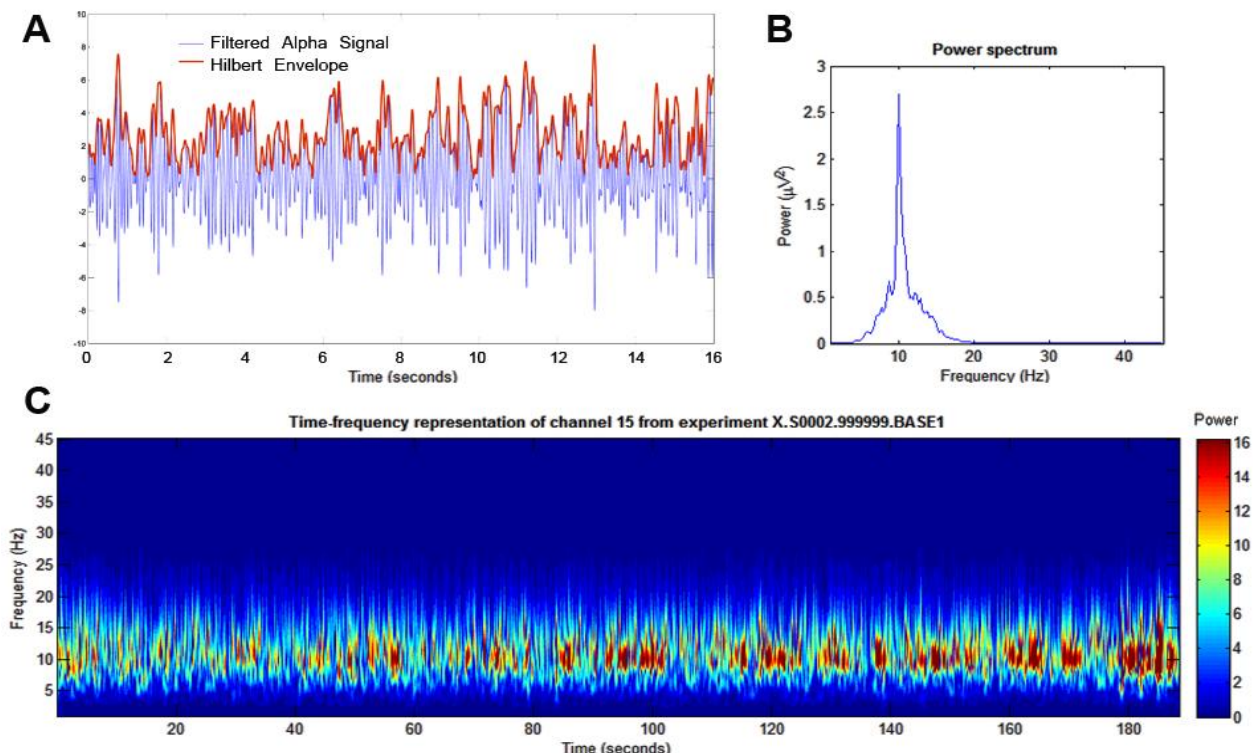 A
Filtered Alpha Signal
Hilbert Envelope
10
8
6
4
2
0
-2
-4
-6
-8
-10
0 2 4 6 8 10 12 14 16
Time (seconds)
B
Power spectrum
3
2.5
2
1.5
1
0.5
0
Power (μV²)
10 20 30 40
Frequency (Hz)
C
Time-frequency representation of channel 15 from experiment X.S0002.999999.BASE1
Power
45
40
35
30
25
20
15
10
5
Frequency (Hz)
20 40 60 80 100 120 140 160 180
Time (seconds)
16
14
12
10
8
6
4
2
0